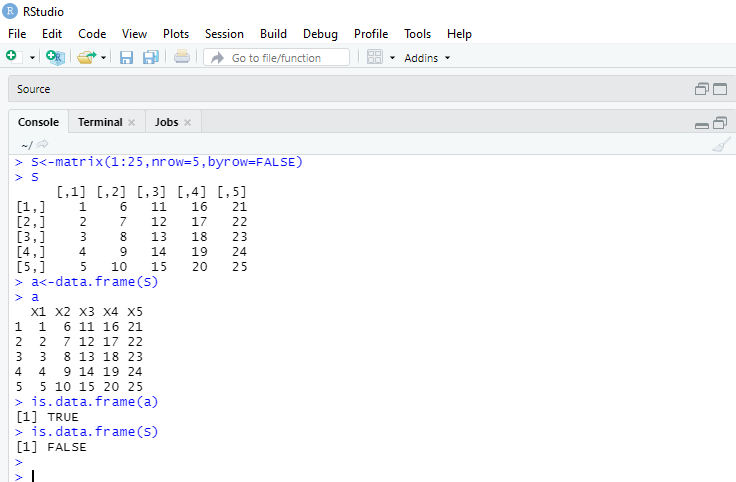 RStudio
File Edit Code View Plots Session Build Debug Profile Tools Help
R Go to file/function Addins
Source
Console Terminal Jobs
~/
> S<-matrix(1:25,nrow=5,byrow=FALSE)
> S
     [,1] [,2] [,3] [,4] [,5]
[1,]    1    6   11   16   21
[2,]    2    7   12   17   22
[3,]    3    8   13   18   23
[4,]    4    9   14   19   24
[5,]    5   10   15   20   25
> a<-data.frame(S)
> a
  X1 X2 X3 X4 X5
1  1  6 11 16 21
2  2  7 12 17 22
3  3  8 13 18 23
4  4  9 14 19 24
5  5 10 15 20 25
> is.data.frame(a)
[1] TRUE
> is.data.frame(S)
[1] FALSE
>
>